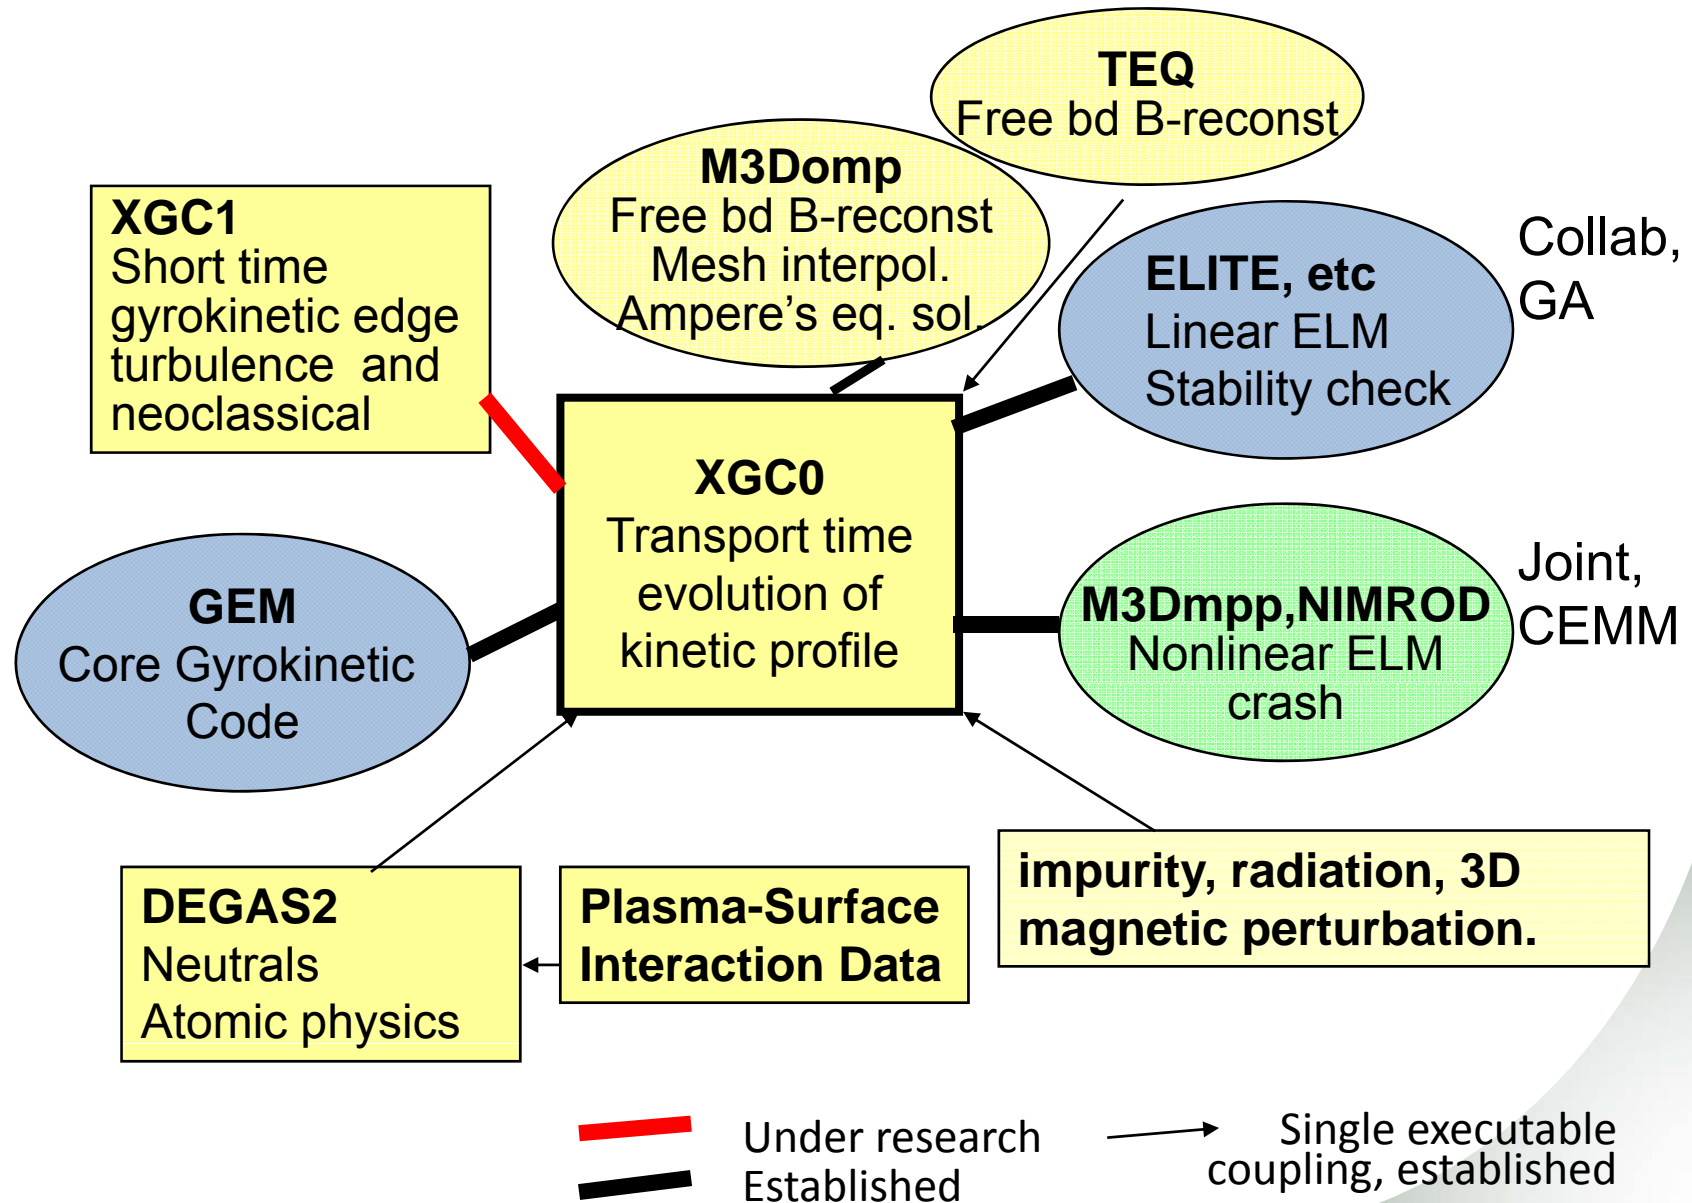 TEQ
Free bd B-reconst
M3Domp
Free bd B-reconst
Mesh interpol.
Ampere's eq. sol.
XGC1
Short time
gyrokinetic edge
turbulence and
neoclassical
ELITE, etc
Linear ELM
Stability check
Collab,
GA
XGC0
Transport time
evolution of
kinetic profile
GEM
Core Gyrokinetic
Code
M3Dmpp,NIMROD
Nonlinear ELM
crash
Joint,
CEMM
DEGAS2
Neutrals
Atomic physics
Plasma-Surface
Interaction Data
impurity, radiation, 3D
magnetic perturbation.
Under research
Established
Single executable
coupling, established